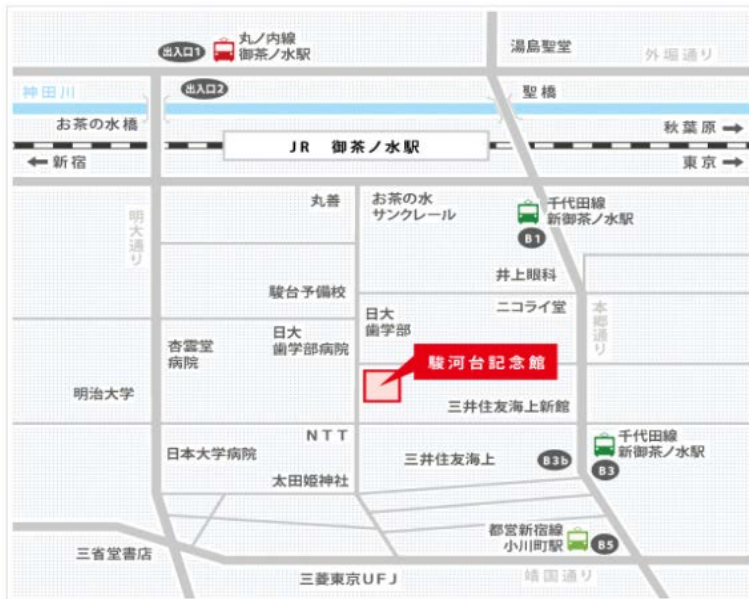 出入口1
丸ノ内線
御茶ノ水駅
湯島聖堂
外堀通り
神田川
出入口2
聖橋
お茶の水橋
秋葉原 →
JR 御茶ノ水駅
← 新宿
東京 →
丸善
お茶の水
サンクレール
千代田線
新御茶ノ水駅
B1
明大通り
井上眼科
駿台予備校
ニコライ堂
日大
歯学部
本郷通り
日大
歯学部病院
杏雲堂
病院
駿河台記念館
明治大学
三井住友海上新館
NTT
千代田線
新御茶ノ水駅
日本大学病院
三井住友海上
B3b
B3
太田姫神社
都営新宿線
小川町駅
B5
三省堂書店
三菱東京UFJ
靖国通り